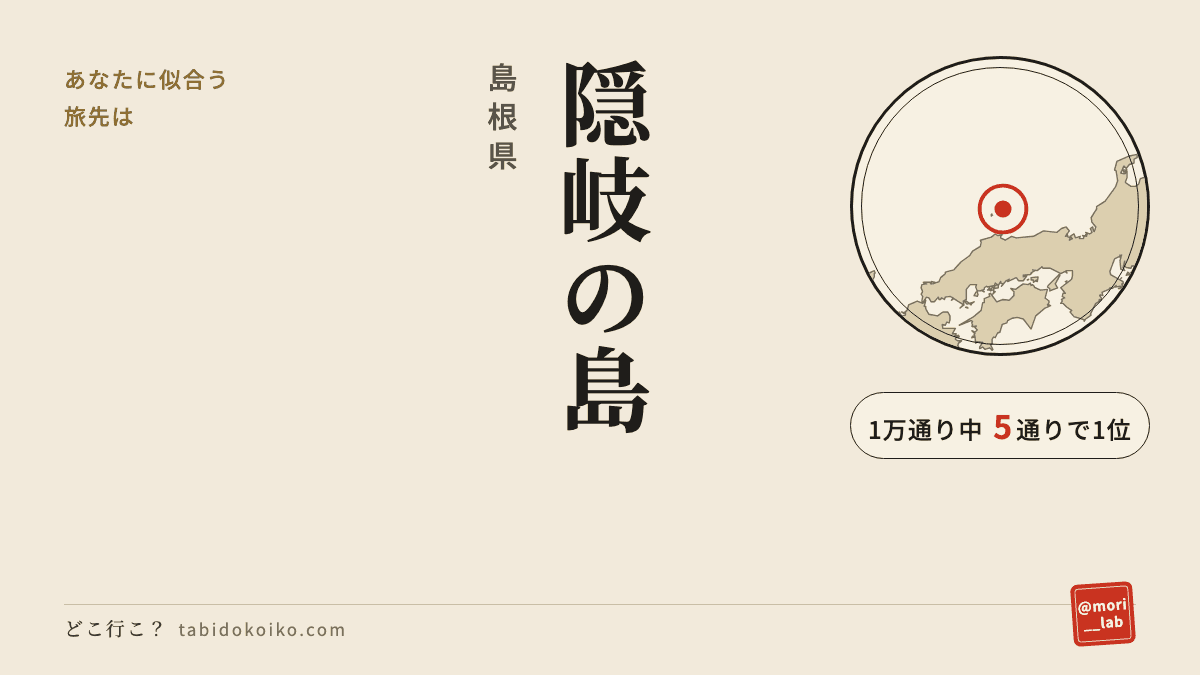 あなたに似合う
旅先は
隠岐の島
島根県
1万通り中 5通りで1位
どこ行こ？ tabidokoiko.com
@mori
__lab